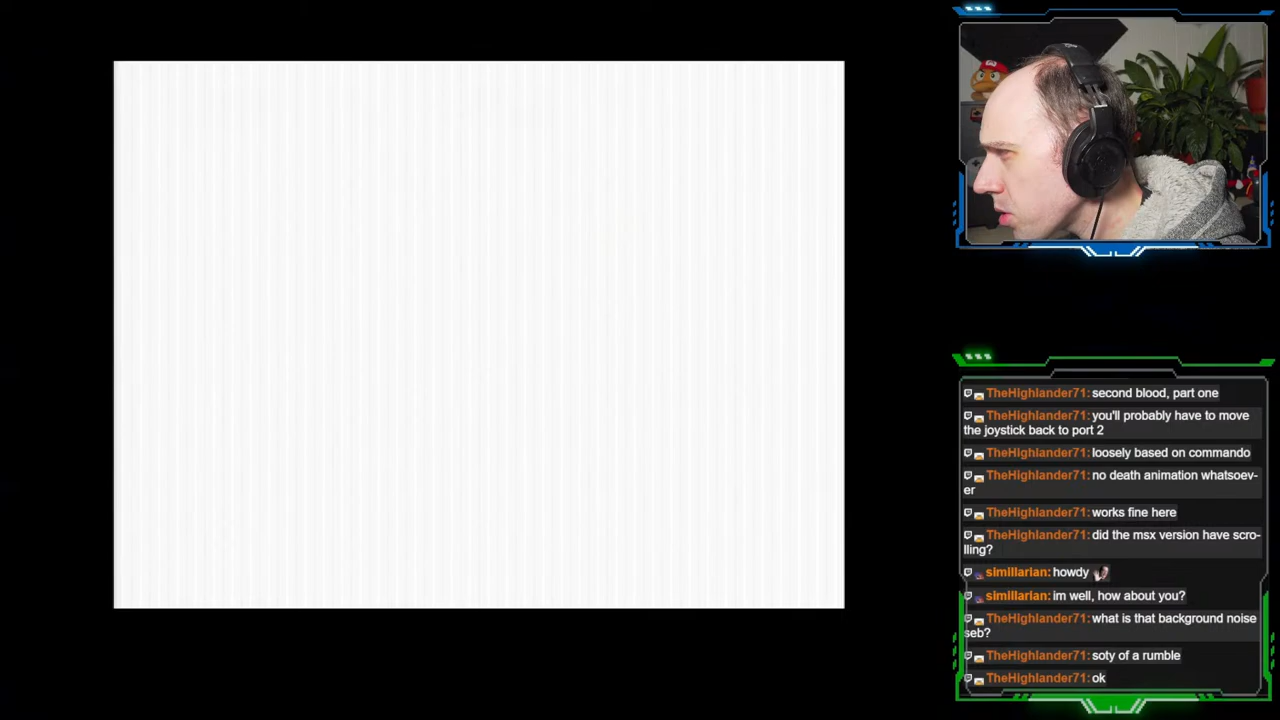 TheHighlander71: second blood, part one
TheHighlander71: you'll probably have to move
the joystick back to port 2
TheHighlander71: loosely based on commando
TheHighlander71: no death animation whatsoev-
er
TheHighlander71: works fine here
TheHighlander71: did the msx version have scro-
lling?
simillarian: howdy
simillarian: im well, how about you?
TheHighlander71: what is that background noise
seb?
TheHighlander71: soty of a rumble
TheHighlander71: ok